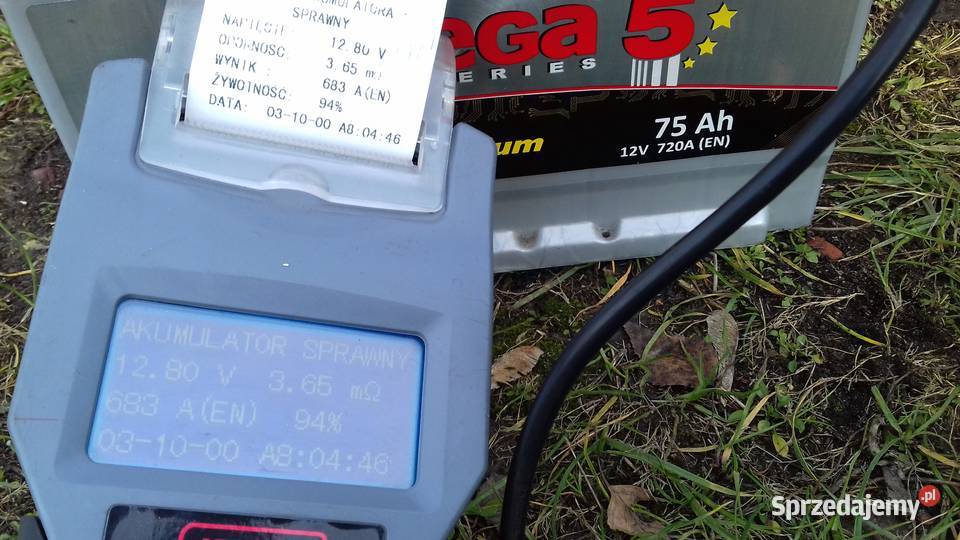 SPRAWNY
NAPIĘCIE: 12.80 V
OPORNOŚĆ: 3.65 mΩ
WYNIK : 683 A(EN)
ŻYWOTNOŚĆ: 94%
DATA: 03-10-00 A8:04:46
5
SERIES
75 Ah
12V 720A (EN)
AKUMULATOR SPRAWNY
12.80 V 3.65 mΩ
683 A(EN) 94%
03-10-00 A8:04:46
Sprzedajemy.pl